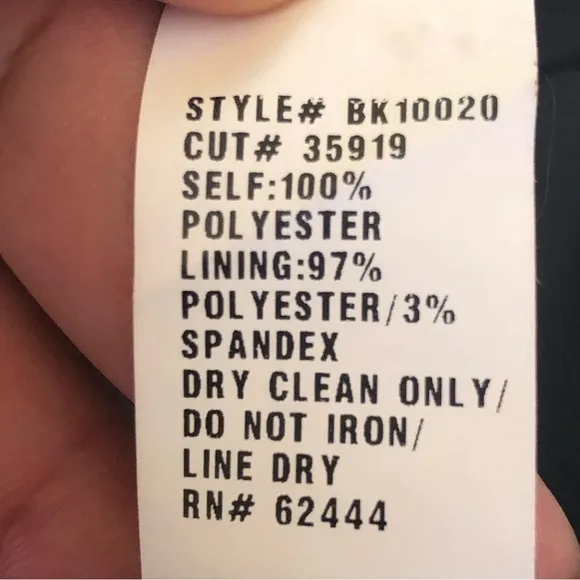 STYLE# BK10020
CUT# 35919
SELF:100%
POLYESTER
LINING:97%
POLYESTER/3%
SPANDEX
DRY CLEAN ONLY/
DO NOT IRON/
LINE DRY
RN# 62444